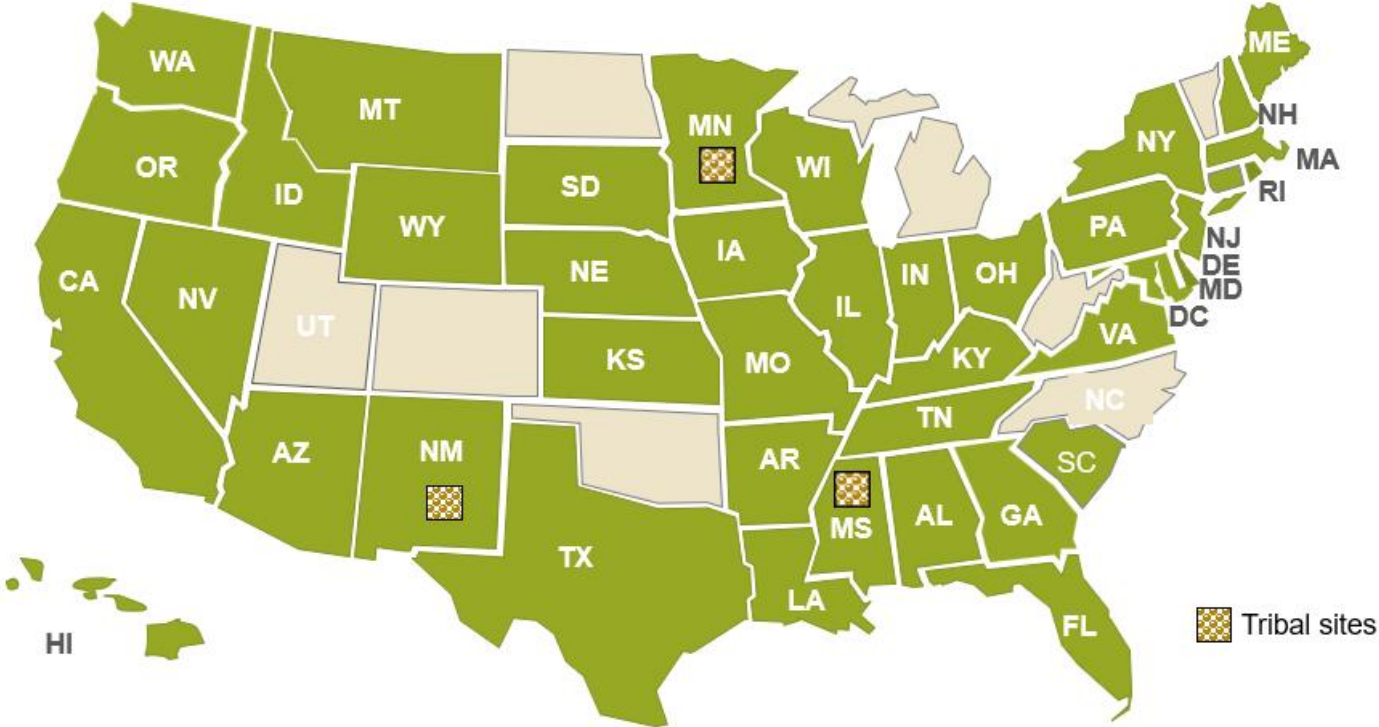 WA
MT
ME
OR
ID
MN
WI
NY
NH
MA
RI
SD
WY
IA
PA
NJ
DE
MD
DC
CA
NV
UT
NE
IL
IN
OH
KS
MO
KY
VA
NC
TN
AZ
NM
AR
SC
TX
MS
AL
GA
LA
HI
FL
Tribal sites